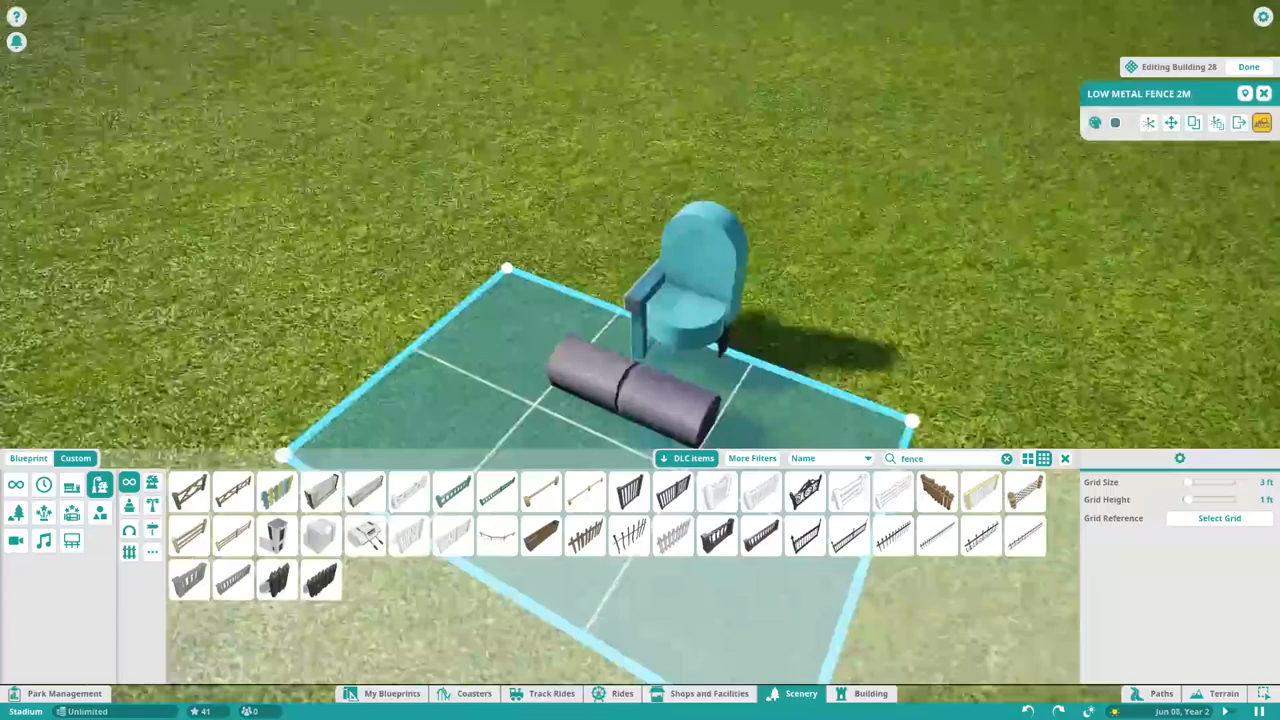 Editing Building 28 Done
LOW METAL FENCE 2M
Blueprint Custom DLC items More Filters Name fence
Grid Size 3 ft
Grid Height 1 ft
Grid Reference Select Grid
Park Management My Blueprints Coasters Track Rides Rides Shops and Facilities Scenery Building Paths Terrain
Stadium Unlimited 41 0 Jun 08, Year 2